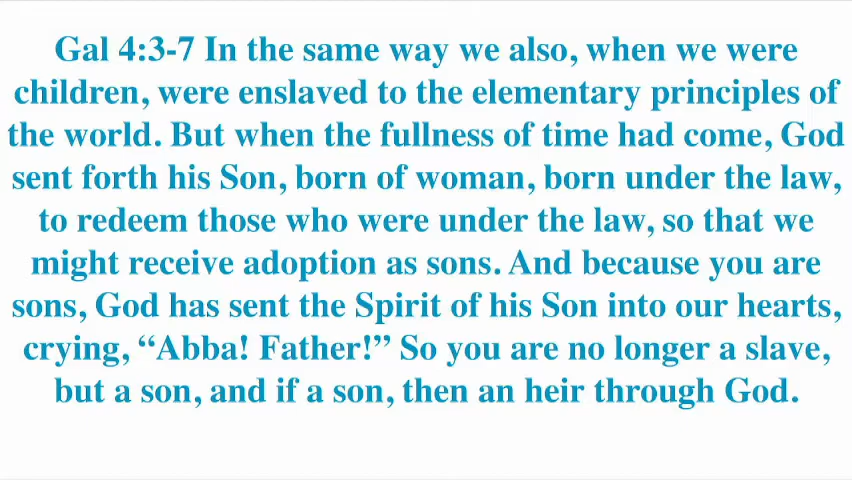 Gal 4:3-7 In the same way we also, when we were
children, were enslaved to the elementary principles of
the world. But when the fullness of time had come, God
sent forth his Son, born of woman, born under the law,
to redeem those who were under the law, so that we
might receive adoption as sons. And because you are
sons, God has sent the Spirit of his Son into our hearts,
crying, “Abba! Father!” So you are no longer a slave,
but a son, and if a son, then an heir through God.